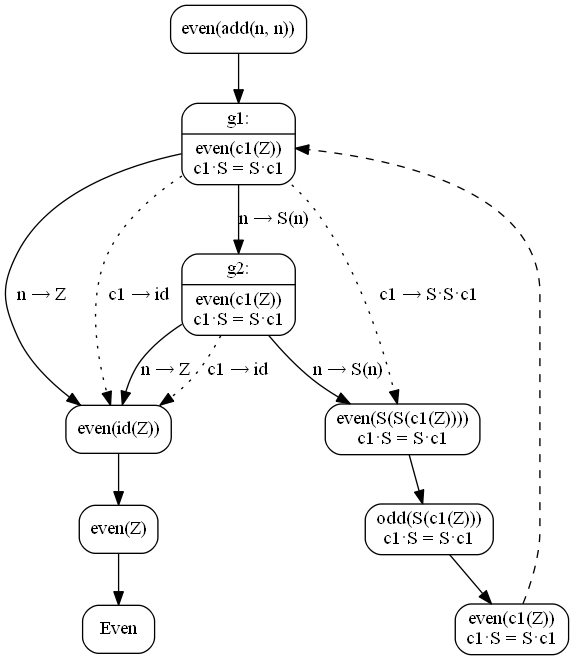 even(add(n, n))
g1:
even(c1(Z))
c1·S = S·c1
n → S(n)
n → Z
c1 → id
c1 → S·S·c1
g2:
even(c1(Z))
c1·S = S·c1
n → Z
c1 → id
n → S(n)
even(id(Z))
even(S(S(c1(Z))))
c1·S = S·c1
even(Z)
odd(S(c1(Z)))
c1·S = S·c1
Even
even(c1(Z))
c1·S = S·c1